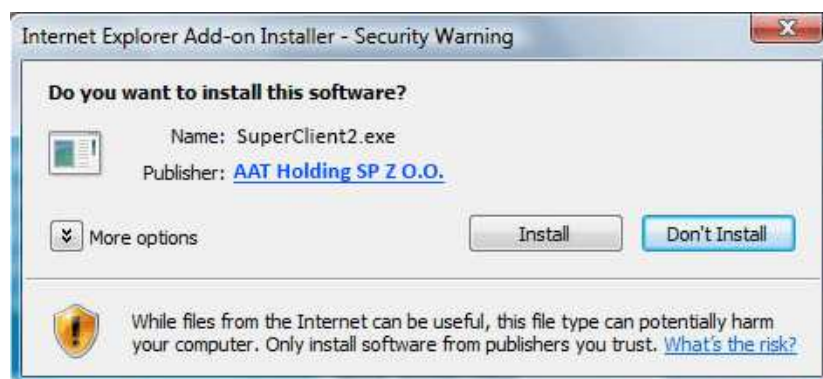 Internet Explorer Add-on Installer - Security Warning
Do you want to install this software?
Name: SuperClient2.exe
Publisher: AAT Holding SP Z O.O.
More options
Install
Don't Install
While files from the Internet can be useful, this file type can potentially harm
your computer. Only install software from publishers you trust. What's the risk?